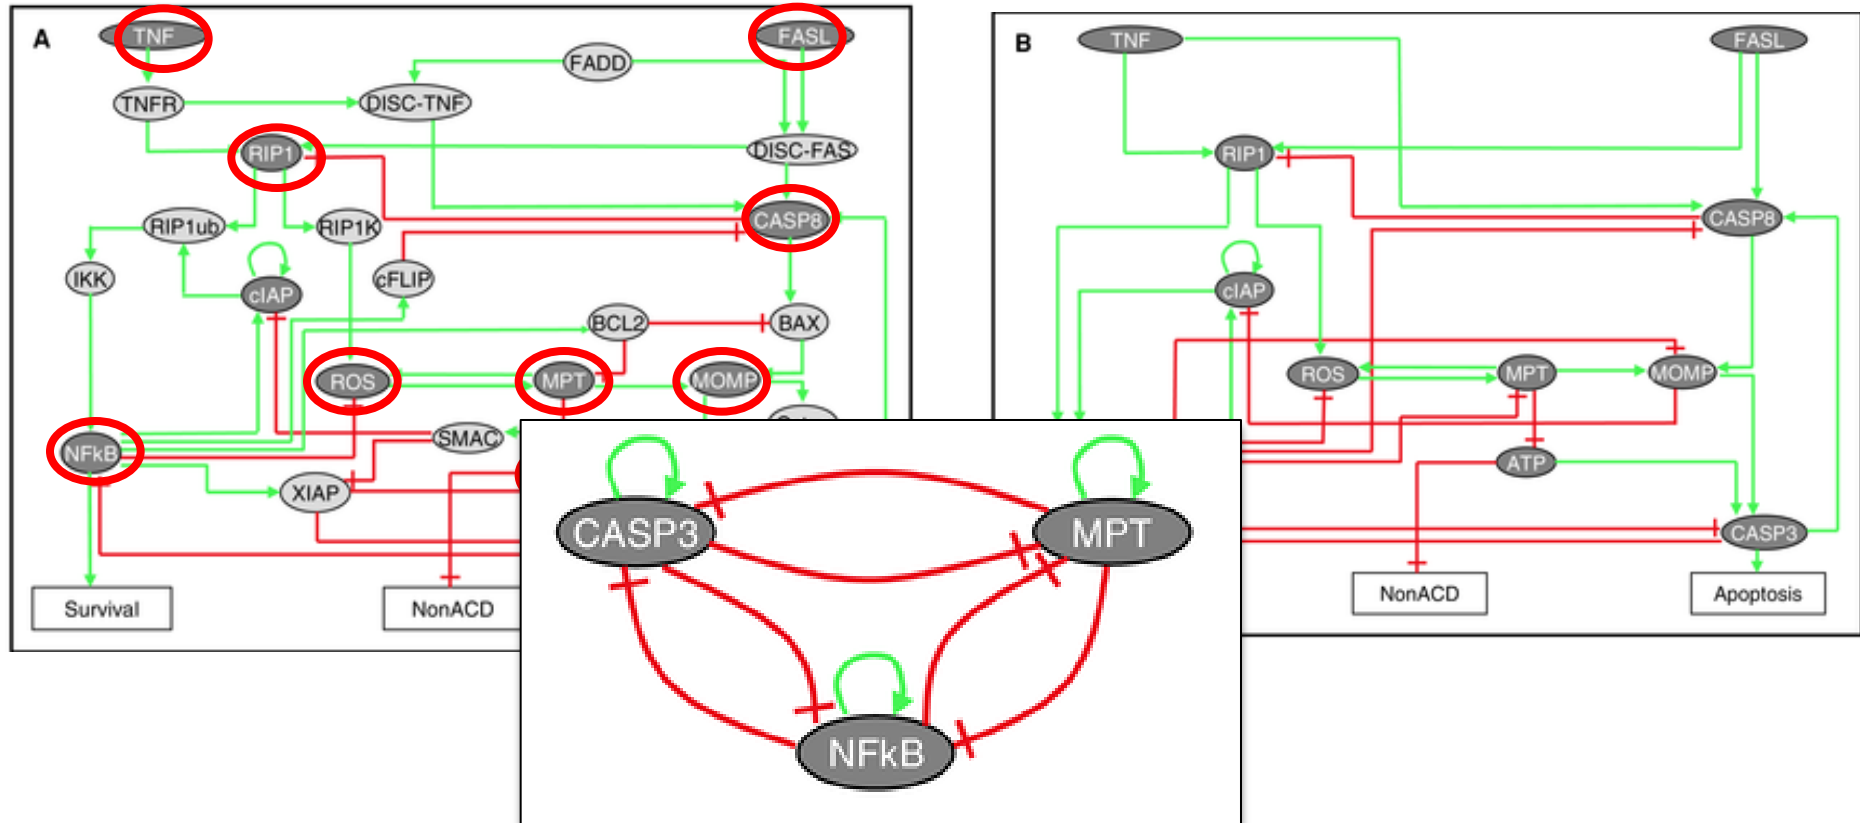 A
TNF
FASL
FADD
TNFR
DISC-TNF
RIP1
DISC-FAS
RIP1ub
RIP1K
CASP8
IKK
cFLIP
cIAP
BCL2
BAX
ROS
MPT
MOMP
SMAC
NFkB
XIAP
Survival
NonACD
B
TNF
FASL
RIP1
CASP8
cIAP
ROS
MPT
MOMP
ATP
CASP3
NonACD
Apoptosis
CASP3
MPT
NFkB